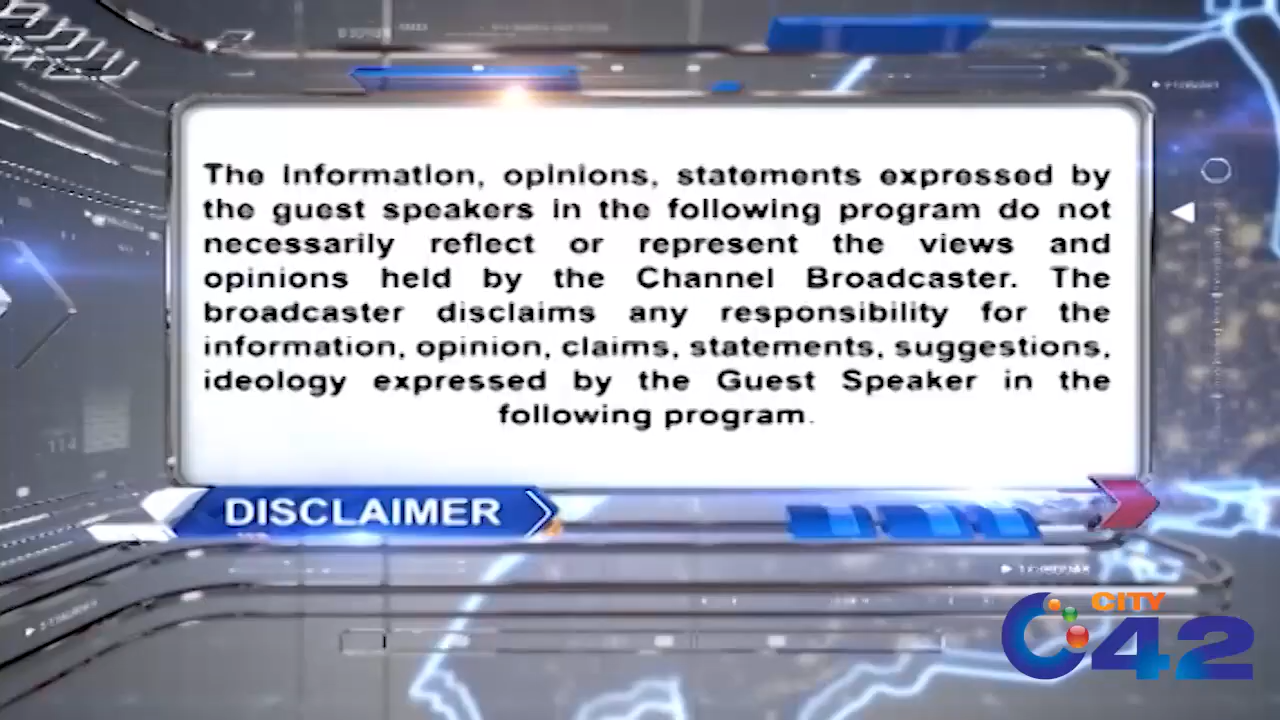 The information, opinions, statements expressed by
the guest speakers in the following program do not
necessarily reflect or represent the views and
opinions held by the Channel Broadcaster. The
broadcaster disclaims any responsibility for the
information, opinion, claims, statements, suggestions,
ideology expressed by the Guest Speaker in the
following program.
DISCLAIMER
114
CITY
42